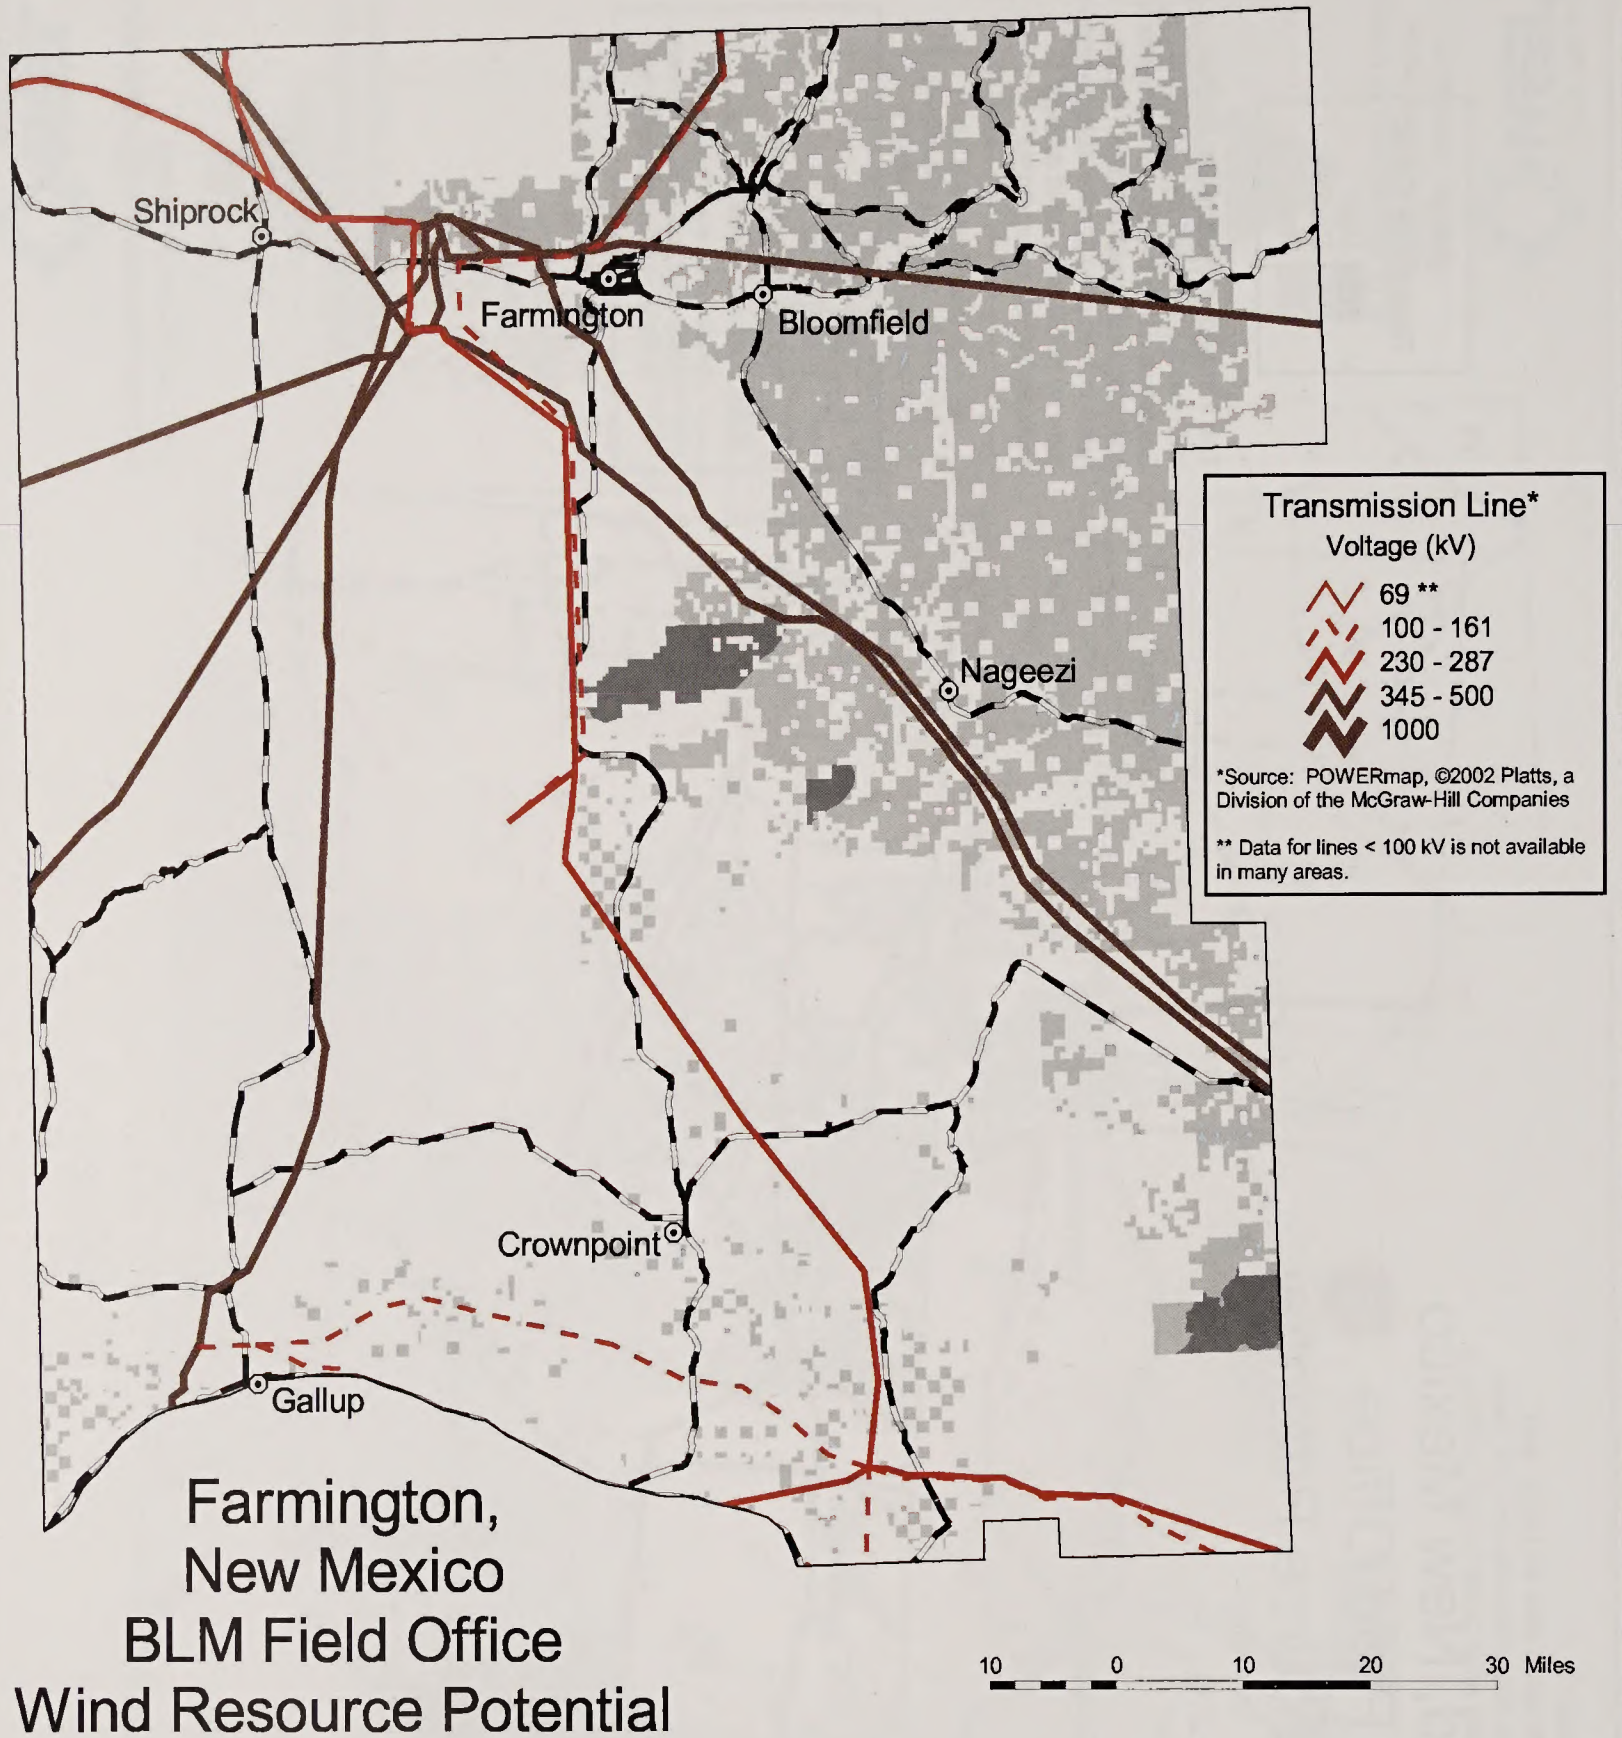 Shiprock
Farmington
Bloomfield
Transmission Line*
Voltage (kV)
69 **
100 - 161
230 - 287
345 - 500
1000
*Source: POWERmap, ©2002 Platts, a
Division of the McGraw-Hill Companies
** Data for lines < 100 kV is not available
in many areas.
Nageezi
Crownpoint
Gallup
Farmington,
New Mexico
BLM Field Office
Wind Resource Potential
10 0 10 20 30 Miles